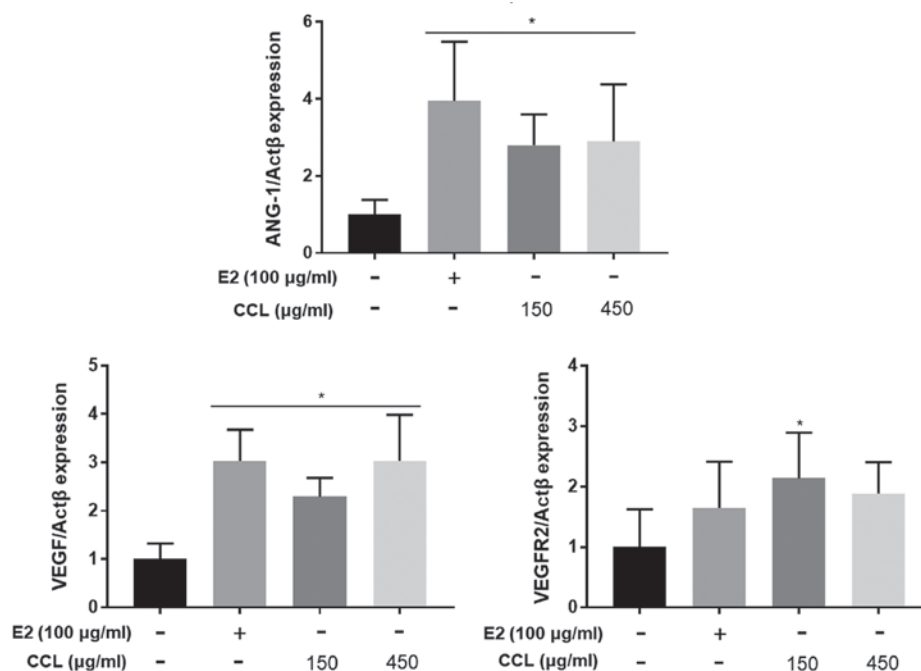 *
6
4
2
0
ANG-1/Actβ expression
E2 (100 µg/ml) - + - -
CCL (µg/ml) - - 150 450
*
5
4
3
2
1
0
VEGF/Actβ expression
E2 (100 µg/ml) - + - -
CCL (µg/ml) - - 150 450
*
4
3
2
1
0
VEGFR2/Actβ expression
E2 (100 µg/ml) - + - -
CCL (µg/ml) - - 150 450